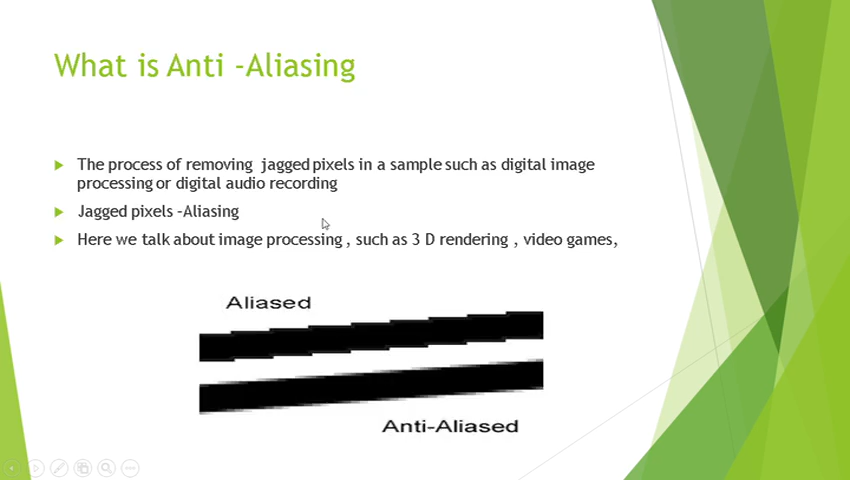 What is Anti -Aliasing
The process of removing  jagged pixels in a sample such as digital image
processing or digital audio recording
Jagged pixels –Aliasing
Here we talk about image processing , such as 3 D rendering , video games,
Aliased
Anti-Aliased